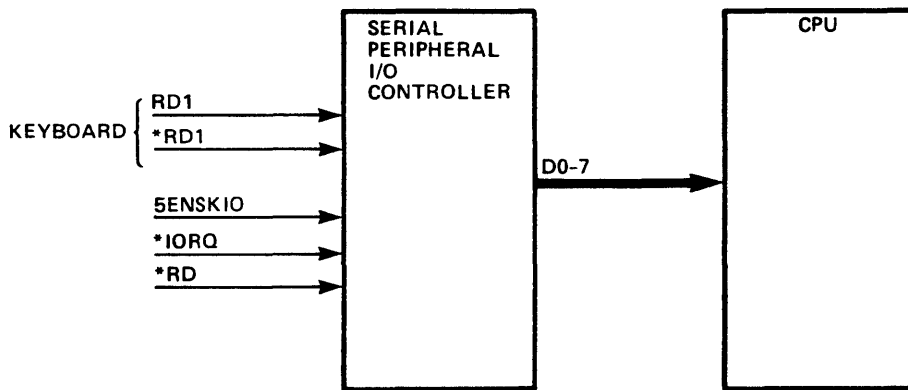 SERIAL
PERIPHERAL
I/O
CONTROLLER
CPU
KEYBOARD
RD1
*RD1
D0-7
5ENSKIO
*IORQ
*RD